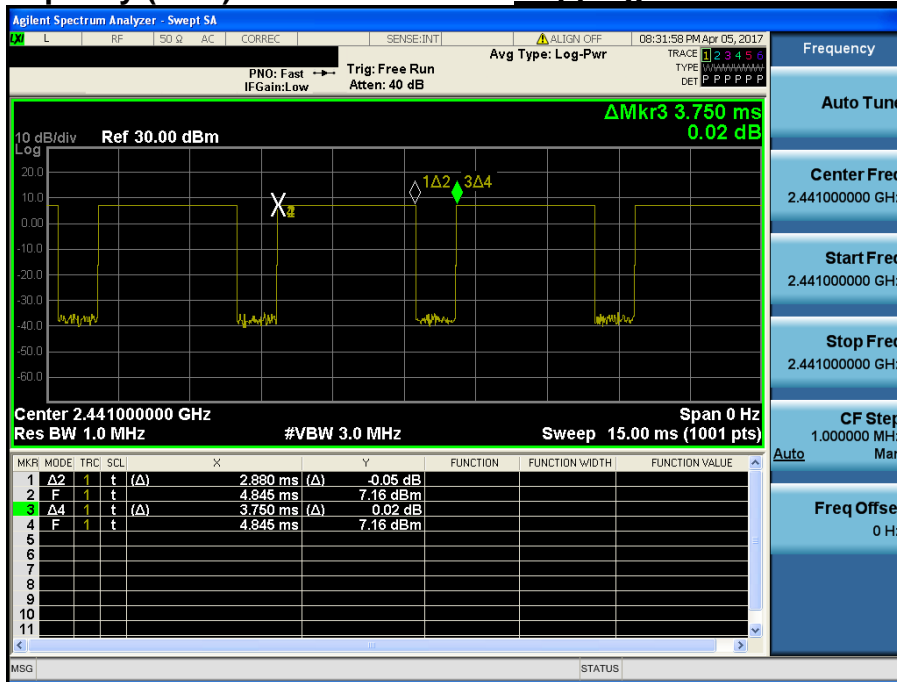 Agilent Spectrum Analyzer - Swept SA
LXI L RF 50 Ω AC CORREC SENSE:INT ALIGN OFF 08:31:58 PM Apr 05, 2017
Avg Type: Log-Pwr
TRACE 1 2 3 4 5 6
TYPE WWWWWW
DET P P P P P P
PNO: Fast
IFGain:Low
Trig: Free Run
Atten: 40 dB
ΔMkr3 3.750 ms
0.02 dB
10 dB/div Ref 30.00 dBm
Log
20.0
10.0
0.00
-10.0
-20.0
-30.0
-40.0
-50.0
-60.0
1Δ2 3Δ4
Center 2.441000000 GHz Span 0 Hz
Res BW 1.0 MHz #VBW 3.0 MHz Sweep 15.00 ms (1001 pts)
MKR MODE TRC SCL X Y FUNCTION FUNCTION WIDTH FUNCTION VALUE
1 Δ2 1 t (Δ) 2.880 ms (Δ) -0.05 dB
2 F 1 t 4.845 ms 7.16 dBm
3 Δ4 1 t (Δ) 3.750 ms (Δ) 0.02 dB
4 F 1 t 4.845 ms 7.16 dBm
5
6
7
8
9
10
11
MSG STATUS
Frequency
Auto Tune
Center Freq
2.441000000 GHz
Start Freq
2.441000000 GHz
Stop Freq
2.441000000 GHz
CF Step
1.000000 MHz
Auto Man
Freq Offset
0 Hz